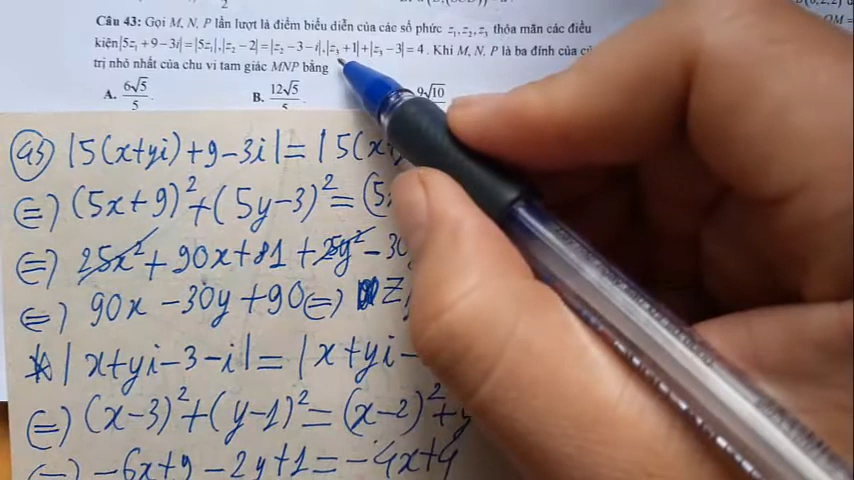 Câu 43: Gọi M, N, P lần lượt là điểm biểu diễn của các số phức z₁,z₂,z₃ thỏa mãn các điều
kiện|5z₁+9-3i|=|5z₁|,|z₂-2|=|z₂-3-i|,|z₃+1|+|z₃-3|=4. Khi M, N, P là ba đỉnh của
trị nhỏ nhất của chu vi tam giác MNP bằng
A. 6√5/5. B. 12√5/5. 9√10
43 |5(x+yi)+9-3i|=|5(x
⇔ (5x+9)²+(5y-3)²=(5
⇔ 25x²+90x+81+25y²-30
⇔ 90x-30y+90 ⇔ Z
* |x+yi-3-i|=|x+yi-
⇔ (x-3)²+(y-1)²=(x-2)²+y
⇔ -6x+9-2y+1=-4x+4